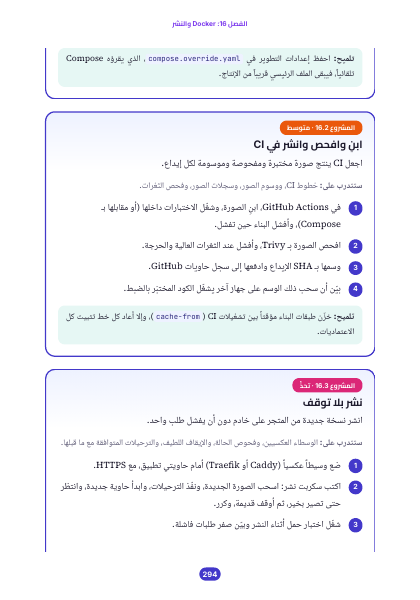 الفصل 16: Docker والنشر
تلميح: احفظ إعدادات التطوير في compose.override.yaml، الذي يقرؤه Compose
تلقائياً، فيبقى الملف الرئيسي قريباً من الإنتاج.
المشروع 16.2 · متوسط
ابنِ وافحص وانشر في CI
اجعل CI ينتج صورة مختبرة ومفحوصة وموسومة لكل إيداع.
ستتدرب على: خطوط CI، ووسوم الصور، وسجلات الصور، وفحص الثغرات.
1 في GitHub Actions، ابنِ الصورة، وشغّل الاختبارات داخلها (أو مقابلها بـ
Compose)، وأفشل البناء حين تفشل.
2 افحص الصورة بـ Trivy، وأفشل عند الثغرات العالية والحرجة.
3 وسمها بـ SHA الإيداع وادفعها إلى سجل حاويات GitHub.
4 بيّن أن سحب ذلك الوسم على جهاز آخر يشغّل الكود المختبَر بالضبط.
تلميح: خزّن طبقات البناء مؤقتاً بين تشغيلات CI (cache-from)، وإلا أعاد كل خط تثبيت كل
الاعتماديات.
المشروع 16.3 · تحدٍّ
نشر بلا توقف
انشر نسخة جديدة من المتجر على خادم دون أن يفشل طلب واحد.
ستتدرب على: الوسطاء العكسيين، وفحوص الحالة، والإيقاف اللطيف، والترحيلات المتوافقة مع ما قبلها.
1 ضع وسيطاً عكسياً (Caddy أو Traefik) أمام حاويتي تطبيق، مع HTTPS.
2 اكتب سكربت نشر: اسحب الصورة الجديدة، ونفّذ الترحيلات، وابدأ حاوية جديدة، وانتظر
حتى تصير بخير، ثم أوقف قديمة، وكرر.
3 شغّل اختبار حمل أثناء النشر وبيّن صفر طلبات فاشلة.
294